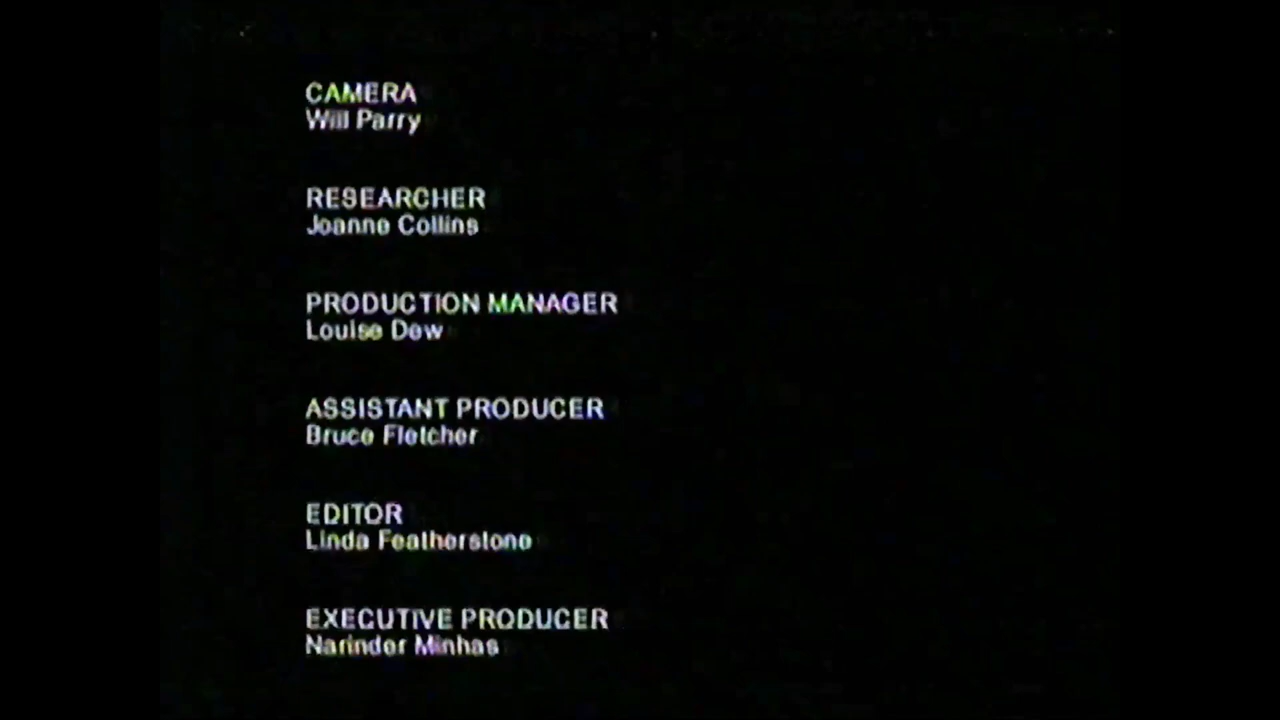 CAMERA
Will Parry
RESEARCHER
Joanne Collins
PRODUCTION MANAGER
Louise Dew
ASSISTANT PRODUCER
Bruce Fletcher
EDITOR
Linda Featherstone
EXECUTIVE PRODUCER
Narinder Minhas